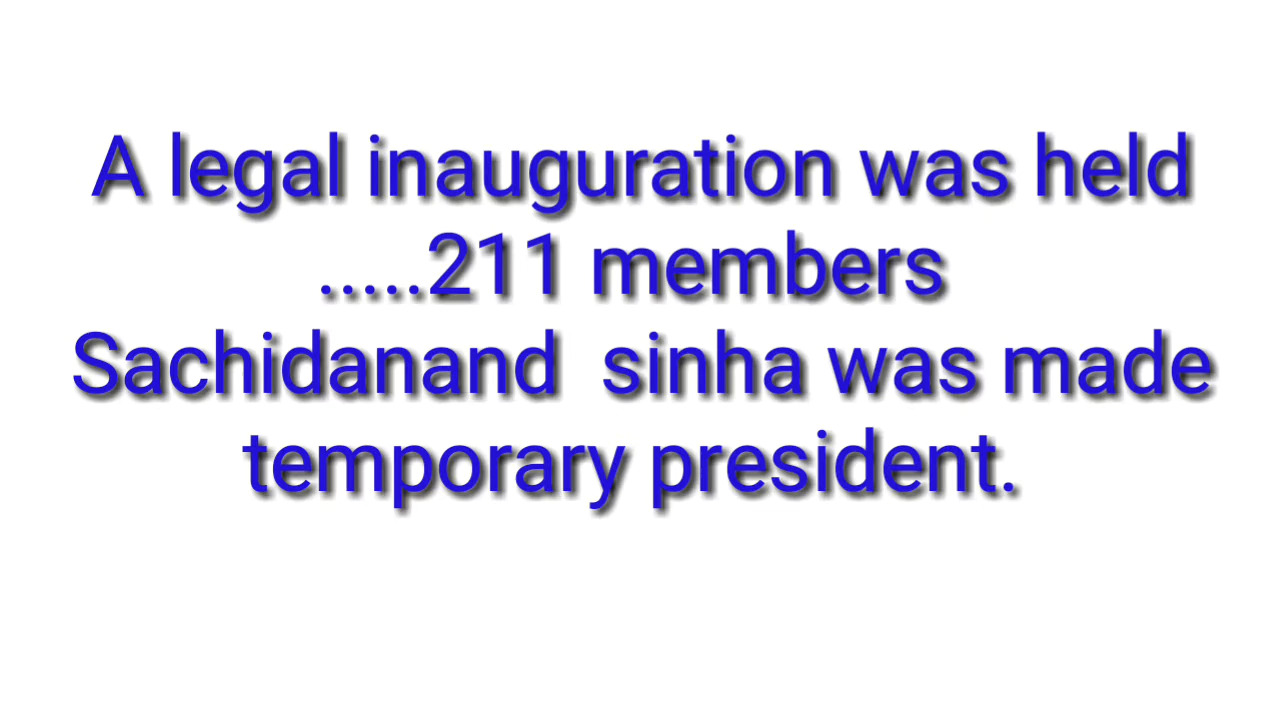 A legal inauguration was held
.....211 members
Sachidanand  sinha was made
temporary president.